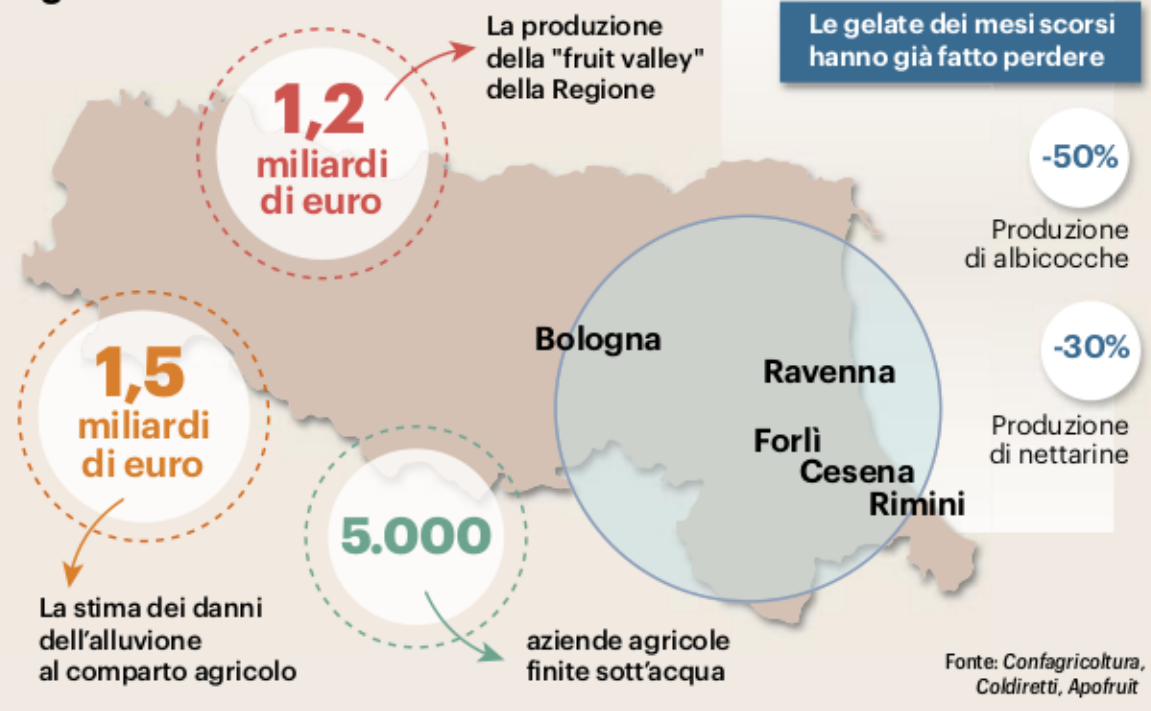 1,2
miliardi
di euro
La produzione
della "fruit valley"
della Regione
Le gelate dei mesi scorsi
hanno già fatto perdere
-50%
Produzione
di albicocche
-30%
Produzione
di nettarine
Bologna
Ravenna
Forlì
Cesena
Rimini
1,5
miliardi
di euro
La stima dei danni
dell'alluvione
al comparto agricolo
5.000
aziende agricole
finite sott'acqua
Fonte: Confagricoltura,
Coldiretti, Apofruit